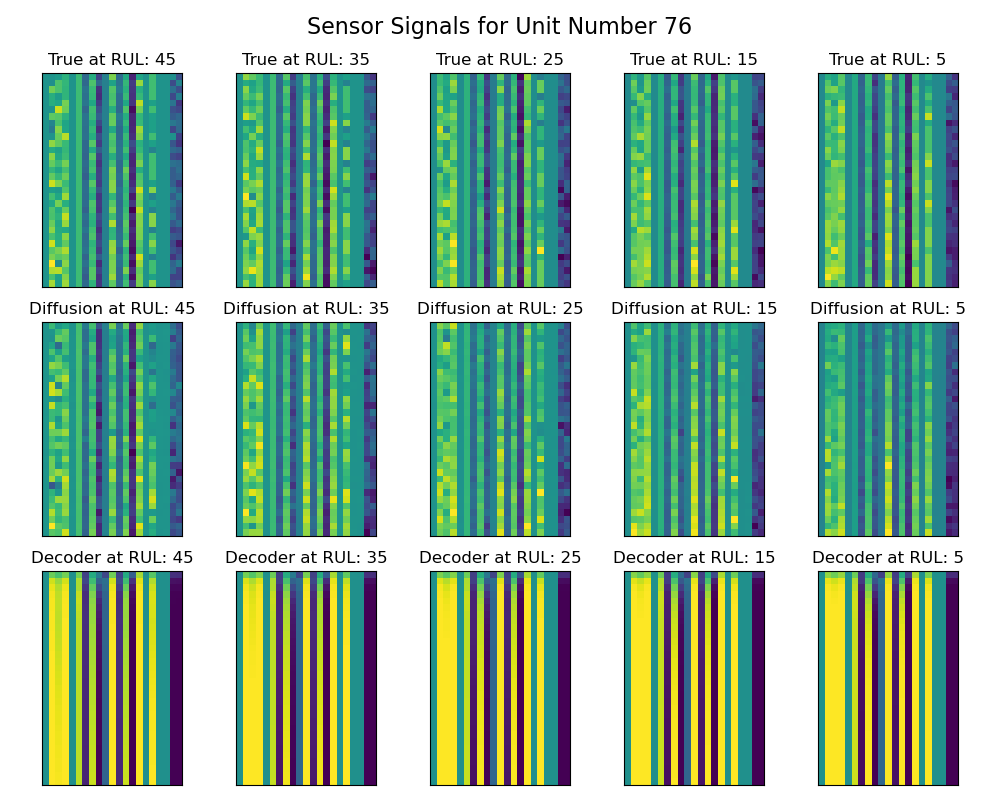 Sensor Signals for Unit Number 76
True at RUL: 45
True at RUL: 35
True at RUL: 25
True at RUL: 15
True at RUL: 5
Diffusion at RUL: 45
Diffusion at RUL: 35
Diffusion at RUL: 25
Diffusion at RUL: 15
Diffusion at RUL: 5
Decoder at RUL: 45
Decoder at RUL: 35
Decoder at RUL: 25
Decoder at RUL: 15
Decoder at RUL: 5